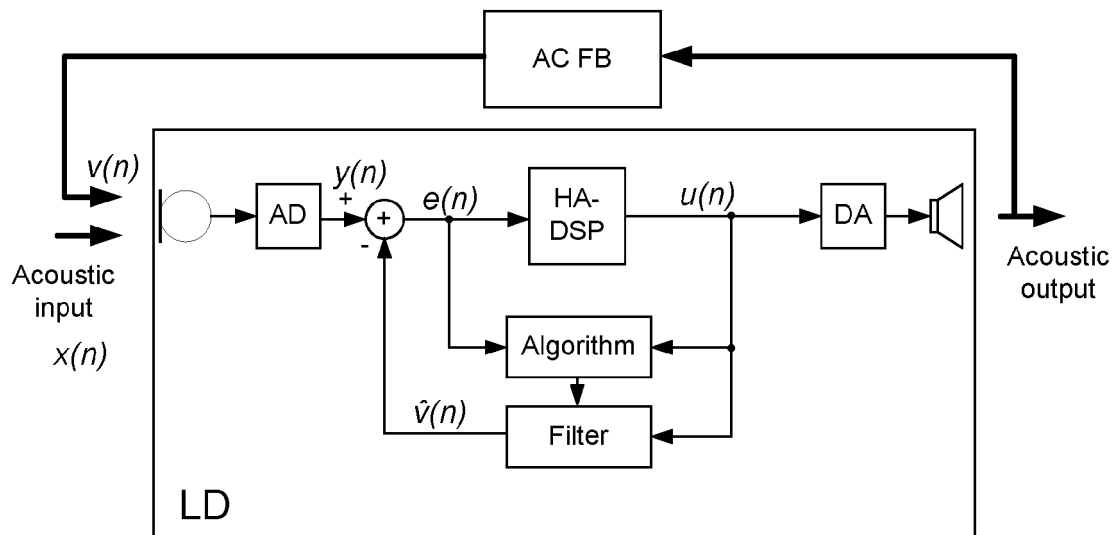 AC FB
v(n)
Acoustic
input
x(n)
AD
y(n)
+
+
-
e(n)
HA-
DSP
u(n)
DA
Acoustic
output
Algorithm
v̂(n)
Filter
LD